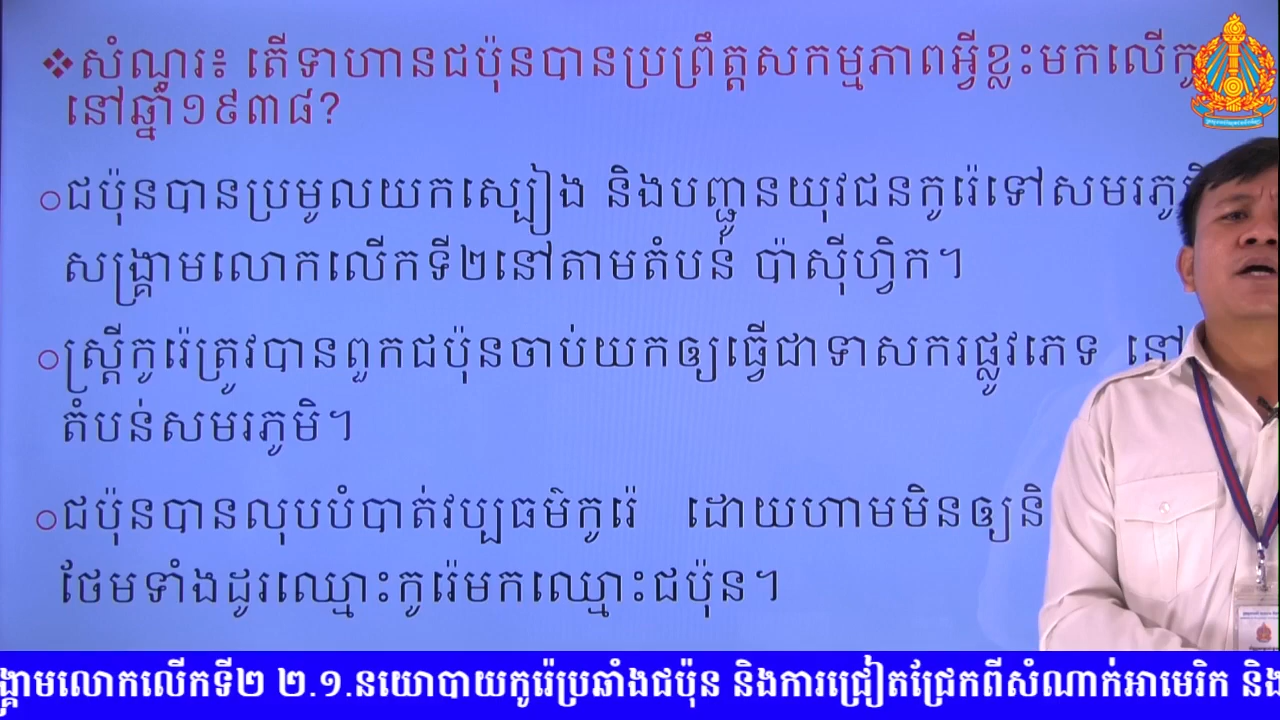 ❖សំណួរ៖ តើទាហានជប៉ុនបានប្រព្រឹត្តសកម្មភាពអ្វីខ្លះមកលើកូ
នៅឆ្នាំ១៩៣៨?
○ជប៉ុនបានប្រមូលយកស្បៀង និងបញ្ជូនយុវជនកូរ៉េទៅសមរភូមិ
សង្គ្រាមលោកលើកទី២នៅតាមតំបន់ ប៉ាស៊ីហ្វិក។
○ស្ត្រីកូរ៉េត្រូវបានពួកជប៉ុនចាប់យកឲ្យធ្វើជាទាសករផ្លូវភេទ នៅ
តំបន់សមរភូមិ។
○ជប៉ុនបានលុបបំបាត់វប្បធម៌កូរ៉េ ដោយហាមមិនឲ្យនិ
ថែមទាំងដូរឈ្មោះកូរ៉េមកឈ្មោះជប៉ុន។
ង្គ្រាមលោកលើកទី២ ២.១.នយោបាយកូរ៉េប្រឆាំងជប៉ុន និងការជ្រៀតជ្រែកពីសំណាក់អាមេរិក និង